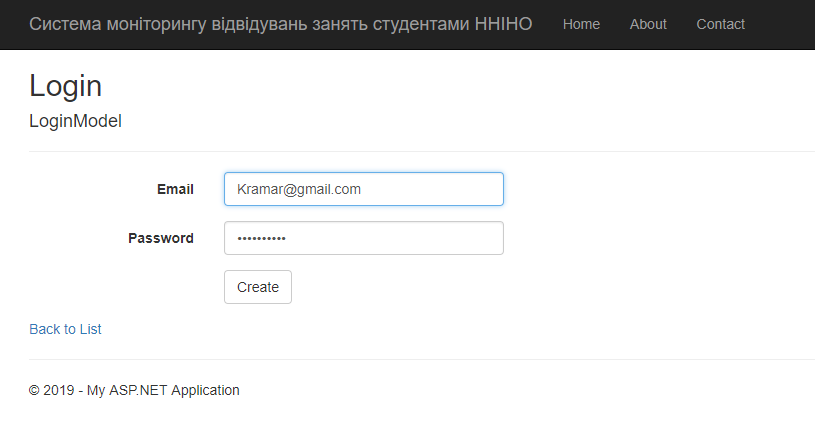 Система моніторингу відвідувань занять студентами ННІНО Home About Contact
Login
LoginModel
Email Kramar@gmail.com
Password ••••••••••
Create
Back to List
© 2019 - My ASP.NET Application